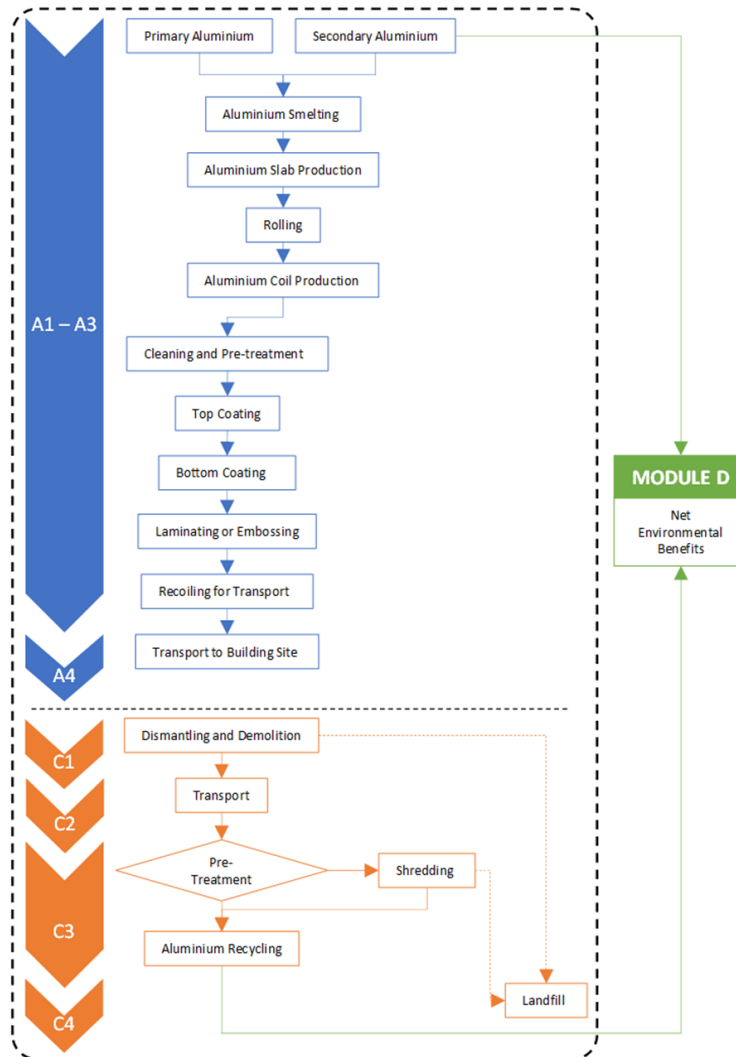 Primary Aluminium
Secondary Aluminium
Aluminium Smelting
Aluminium Slab Production
Rolling
Aluminium Coil Production
A1 – A3
Cleaning and Pre-treatment
Top Coating
Bottom Coating
MODULE D
Net
Environmental
Benefits
Laminating or Embossing
Recoiling for Transport
Transport to Building Site
A4
Dismantling and Demolition
C1
Transport
C2
Pre-
Treatment
Shredding
C3
Aluminium Recycling
Landfill
C4